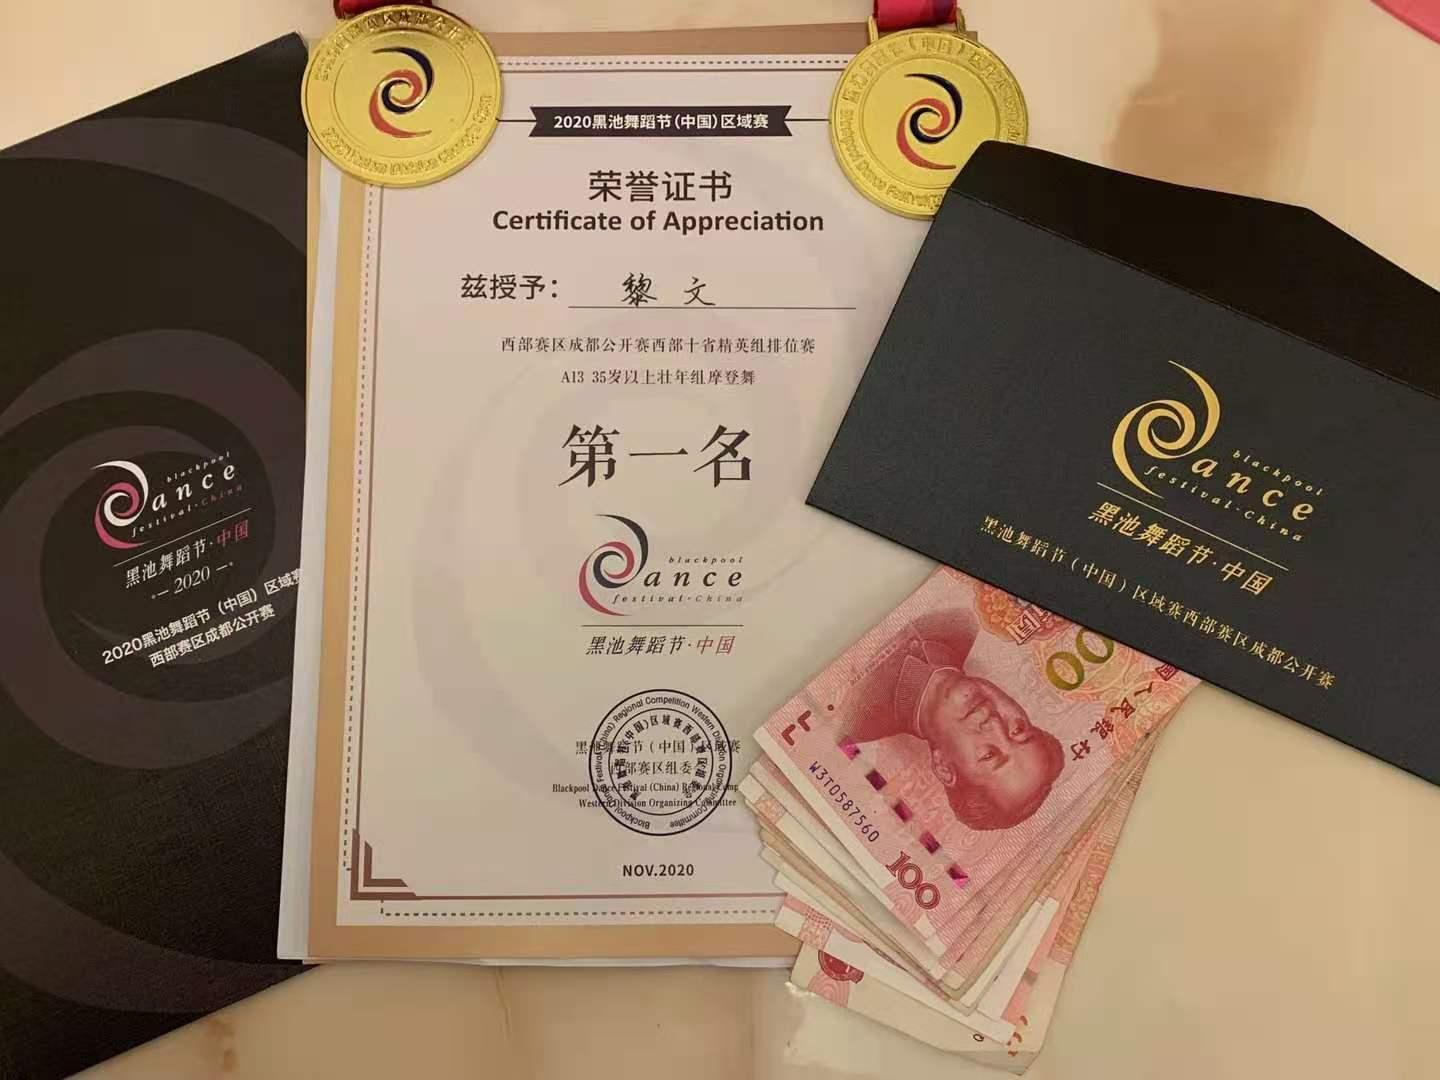 2020黑池舞蹈节(中国)区域赛
荣誉证书
Certificate of Appreciation
兹授予：黎文
西部赛区成都公开赛西部十省精英组排位赛
A13 35岁以上壮年组摩登舞
第一名
blackpool
Dance
festival·China
黑池舞蹈节·中国
黑池舞蹈节（中国）区域赛
西部赛区组委
Blackpool Dance Festival (China) Regional Comp
Western Division Organizing Committee
NOV.2020
blackpool
Dance
festival·China
黑池舞蹈节·中国
2020
2020黑池舞蹈节（中国）区域赛
西部赛区成都公开赛
blackpool
Dance
festival·China
黑池舞蹈节·中国
黑池舞蹈节（中国）区域赛西部赛区成都公开赛
人民银行
W3T0587560
100